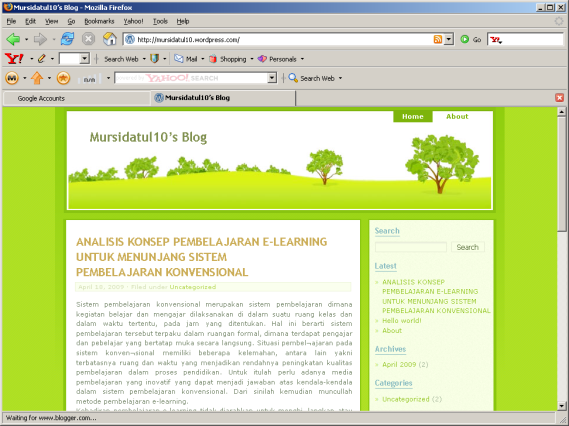 Mursidatul10's Blog - Mozilla Firefox
File Edit View Go Bookmarks Yahoo! Tools Help
http://mursidatul10.wordpress.com/ Go
Y! Search Web Mail Shopping Personals
YAHOO! SEARCH Search Web
Google Accounts Mursidatul10's Blog
Home About
Mursidatul10's Blog
ANALISIS KONSEP PEMBELAJARAN E-LEARNING
UNTUK MENUNJANG SISTEM
PEMBELAJARAN KONVENSIONAL
April 18, 2009 - Filed under Uncategorized
Sistem pembelajaran konvensional merupakan sistem pembelajaran dimana
kegiatan belajar dan mengajar dilaksanakan di dalam suatu ruang kelas dan
dalam waktu tertentu, pada jam yang ditentukan. Hal ini berarti sistem
pembelajaran tersebut terpaku dalam ruangan formal, dimana terdapat pengajar
dan pebelajar yang bertatap muka secara langsung. Situasi pembel¬ajaran pada
sistem konven¬sional memiliki beberapa kelemahan, antara lain yakni
terbatasnya ruang dan waktu yang menjadikan rendahnya peningkatan kualitas
pembelajaran dalam proses pendidikan. Untuk itulah perlu adanya media
pembelajaran yang inovatif yang dapat menjadi jawaban atas kendala-kendala
dalam sistem pembelajaran konvensional. Dari sinilah kemudian muncullah
metode pembelajaran e-learning.
Search
Search
Latest
ANALISIS KONSEP
PEMBELAJARAN E-LEARNING
UNTUK MENUNJANG SISTEM
PEMBELAJARAN KONVENSIONAL
Hello world!
About
Archives
April 2009 (2)
Categories
Uncategorized (2)
Waiting for www.blogger.com...